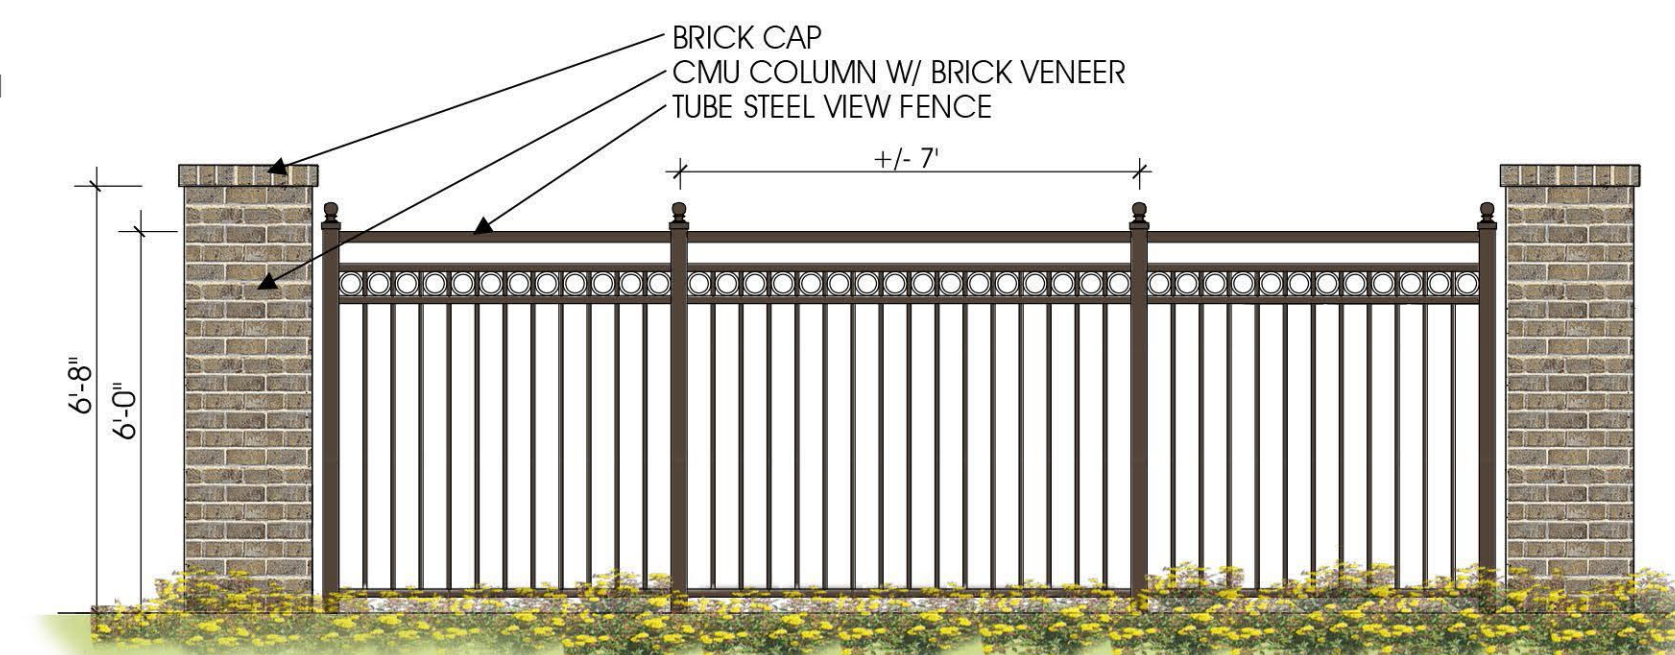 BRICK CAP
CMU COLUMN W/ BRICK VENEER
TUBE STEEL VIEW FENCE
+/- 7'
6'-8"
6'-0"